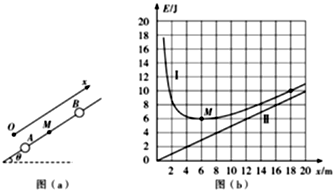 x
B
M
O
A
θ
图（a）
E/J
20
18
16
14
12
10
8
6
4
2
0
I
M
II
2 4 6 8 10 12 14 16 18 20 x/m
图（b）